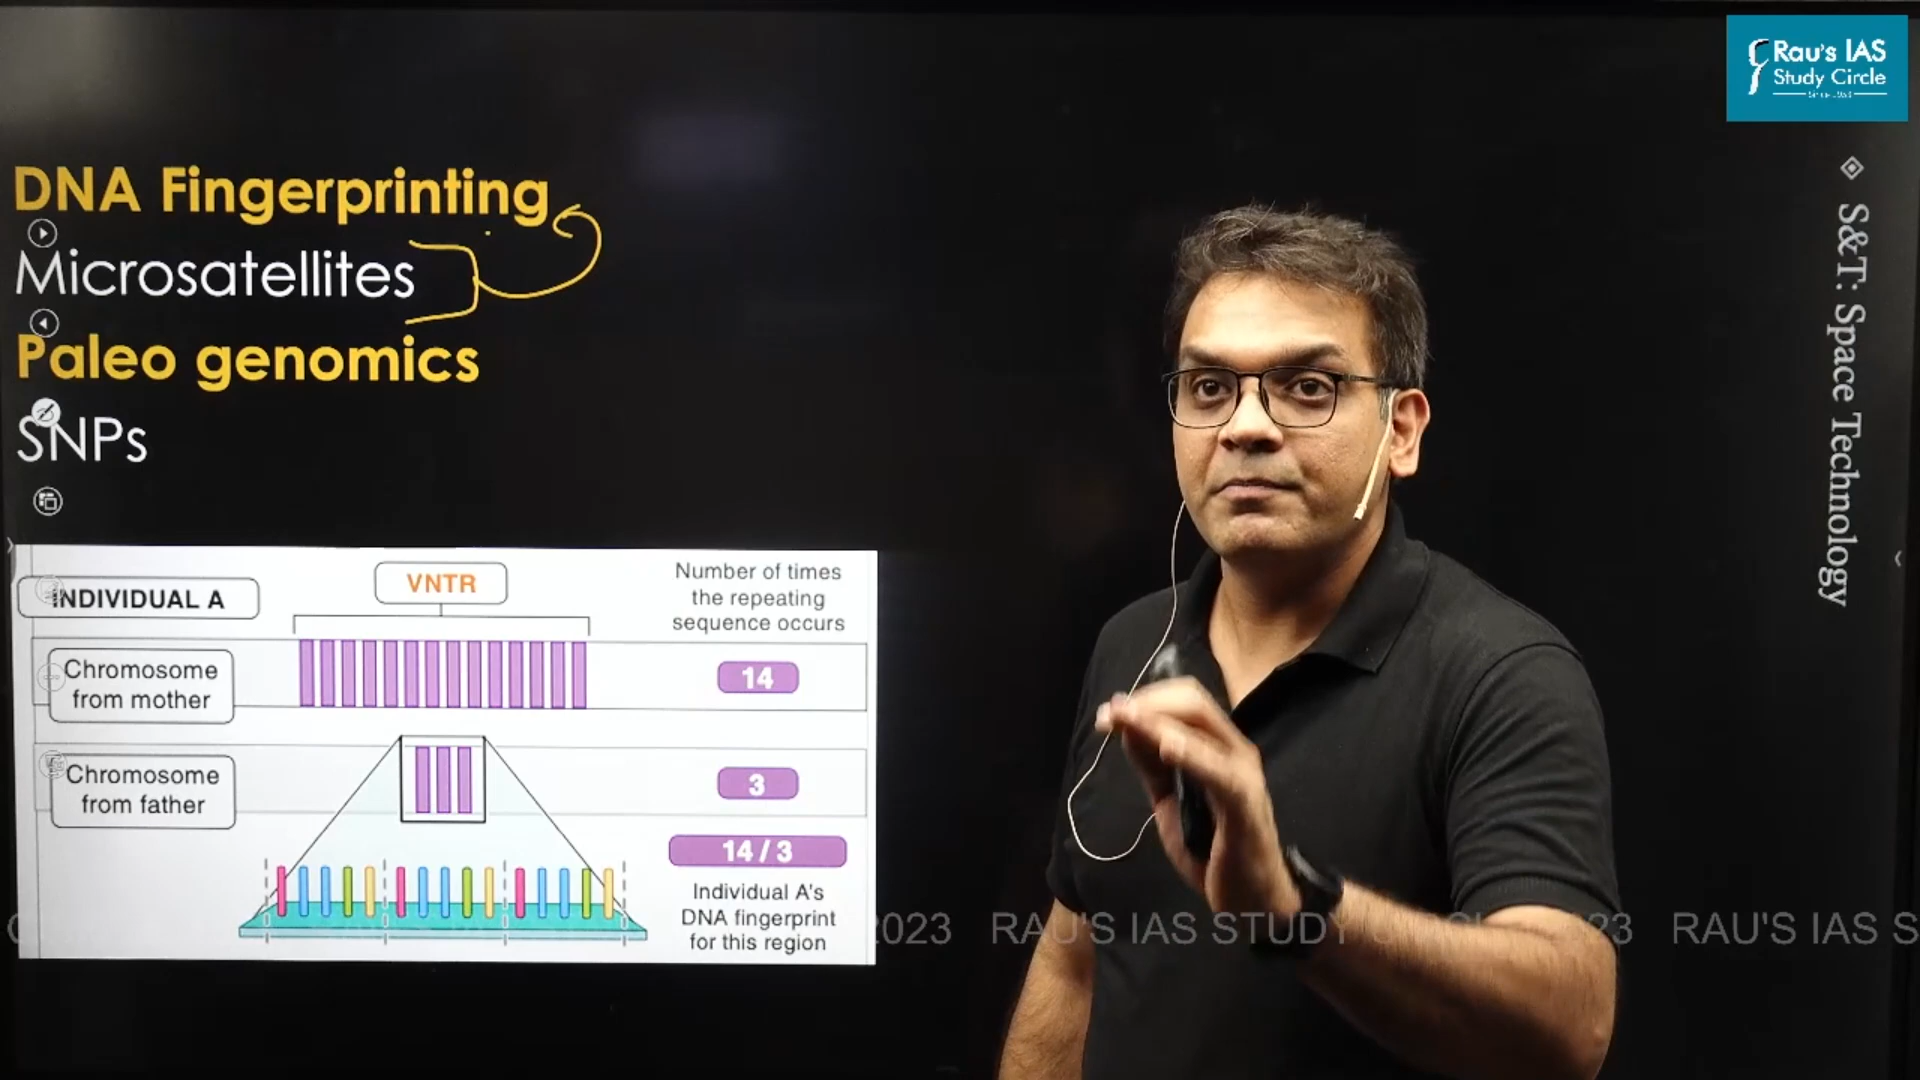 Rau's IAS
Study Circle
Since 1953
S&T: Space Technology
DNA Fingerprinting
Microsatellites
Paleo genomics
SNPs
INDIVIDUAL A
VNTR
Number of times
the repeating
sequence occurs
Chromosome
from mother
14
Chromosome
from father
3
14 / 3
Individual A's
DNA fingerprint
for this region
2023 RAU'S IAS STUDY 23 RAU'S IAS S